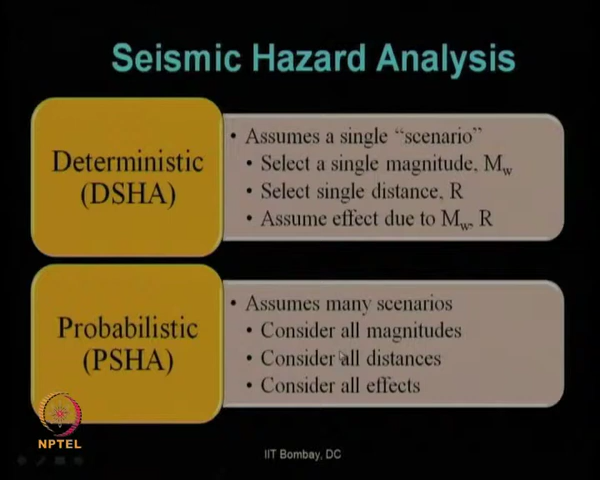 Seismic Hazard Analysis
Deterministic
(DSHA)
• Assumes a single “scenario”
• Select a single magnitude, Mw
• Select single distance, R
• Assume effect due to Mw, R
Probabilistic
(PSHA)
• Assumes many scenarios
• Consider all magnitudes
• Consider all distances
• Consider all effects
NPTEL
IIT Bombay, DC